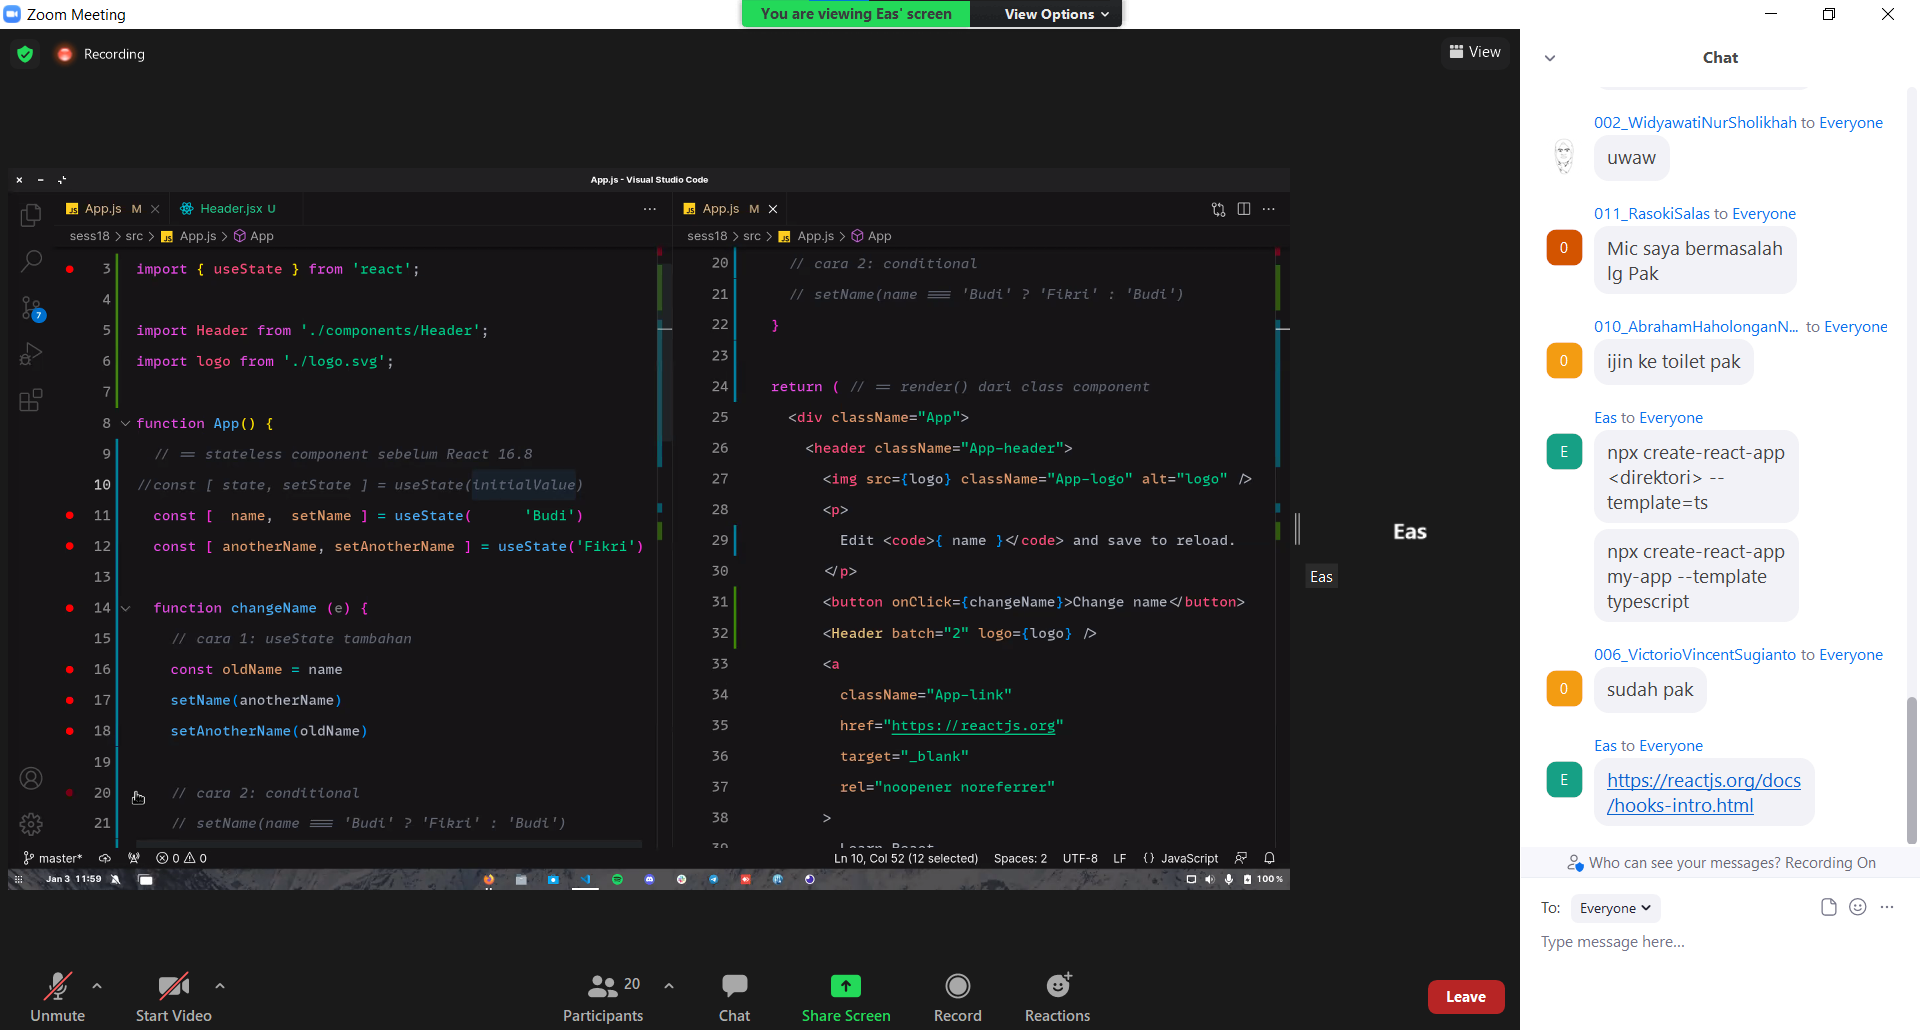 Zoom Meeting
You are viewing Eas' screen
View Options
Recording
View
App.js - Visual Studio Code
App.js M
Header.jsx U
sess18 > src > App.js > App
3 import { useState } from 'react';
4
5 import Header from './components/Header';
6 import logo from './logo.svg';
7
8 function App() {
9 // == stateless component sebelum React 16.8
10 //const [ state, setState ] = useState(initialValue)
11 const [ name, setName ] = useState( 'Budi')
12 const [ anotherName, setAnotherName ] = useState('Fikri')
13
14 function changeName (e) {
15 // cara 1: useState tambahan
16 const oldName = name
17 setName(anotherName)
18 setAnotherName(oldName)
19
20 // cara 2: conditional
21 // setName(name === 'Budi' ? 'Fikri' : 'Budi')
7
App.js M
sess18 > src > App.js > App
20 // cara 2: conditional
21 // setName(name === 'Budi' ? 'Fikri' : 'Budi')
22 }
23
24 return ( // == render() dari class component
25 <div className="App">
26 <header className="App-header">
27 <img src={logo} className="App-logo" alt="logo" />
28 <p>
29 Edit <code>{ name }</code> and save to reload.
30 </p>
31 <button onClick={changeName}>Change name</button>
32 <Header batch="2" logo={logo} />
33 <a
34 className="App-link"
35 href="https://reactjs.org"
36 target="_blank"
37 rel="noopener noreferrer"
38 >
39 Learn React
master*
0 0
Ln 10, Col 52 (12 selected)
Spaces: 2
UTF-8
LF
{} JavaScript
Jan 3 11:59
100 %
Eas
Eas
Chat
002_WidyawatiNurSholikhah to Everyone
uwaw
011_RasokiSalas to Everyone
0
Mic saya bermasalah
lg Pak
010_AbrahamHaholonganN... to Everyone
0
ijin ke toilet pak
Eas to Everyone
E
npx create-react-app
<direktori> --
template=ts
npx create-react-app
my-app --template
typescript
006_VictorioVincentSugianto to Everyone
0
sudah pak
Eas to Everyone
E
https://reactjs.org/docs
/hooks-intro.html
Who can see your messages? Recording On
To: Everyone
Type message here...
Unmute
Start Video
20
Participants
Chat
Share Screen
Record
Reactions
Leave